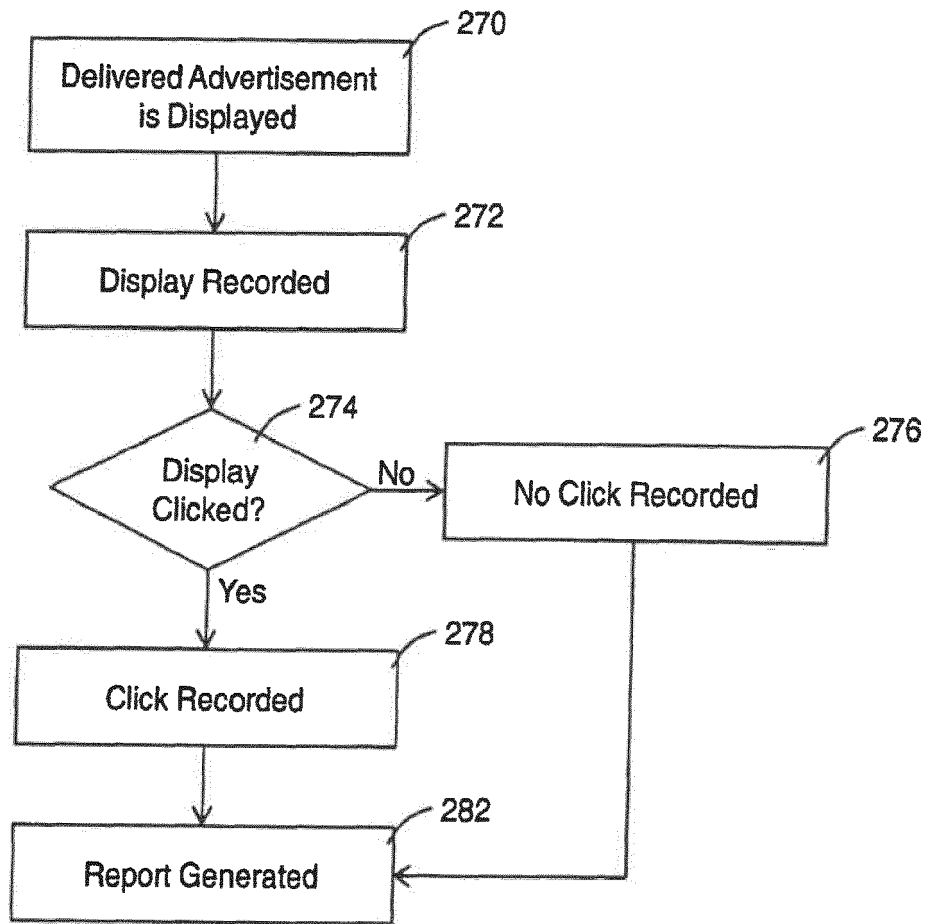 270
Delivered Advertisement
is Displayed
272
Display Recorded
274
Display
Clicked?
No
276
No Click Recorded
Yes
278
Click Recorded
282
Report Generated